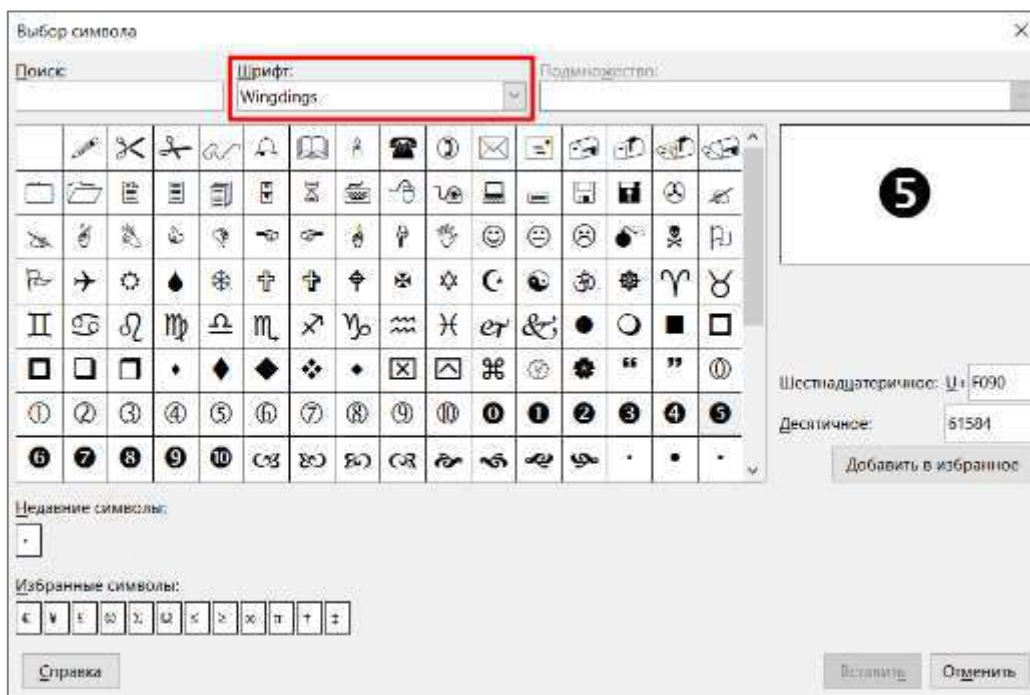 Выбор символа
Поиск:
Шрифт:
Подмножество:
Wingdings
Шестнадцатеричное: U+ F090
Десятичное: 61584
Добавить в избранное
Недавние символы:
Избранные символы:
Справка
Вставить
Отменить